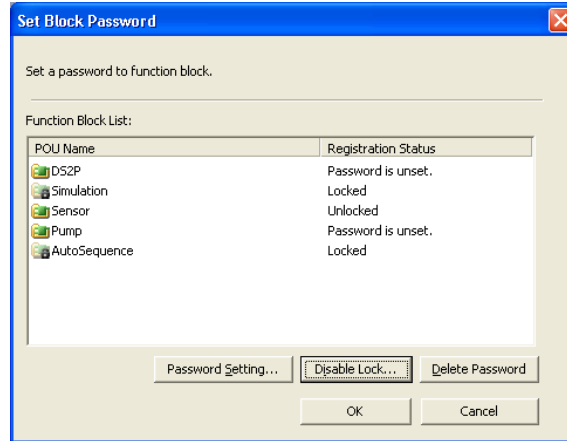 Set Block Password
Set a password to function block.
Function Block List:
POU Name Registration Status
DS2P Password is unset.
Simulation Locked
Sensor Unlocked
Pump Password is unset.
AutoSequence Locked
Password Setting... Disable Lock... Delete Password
OK Cancel